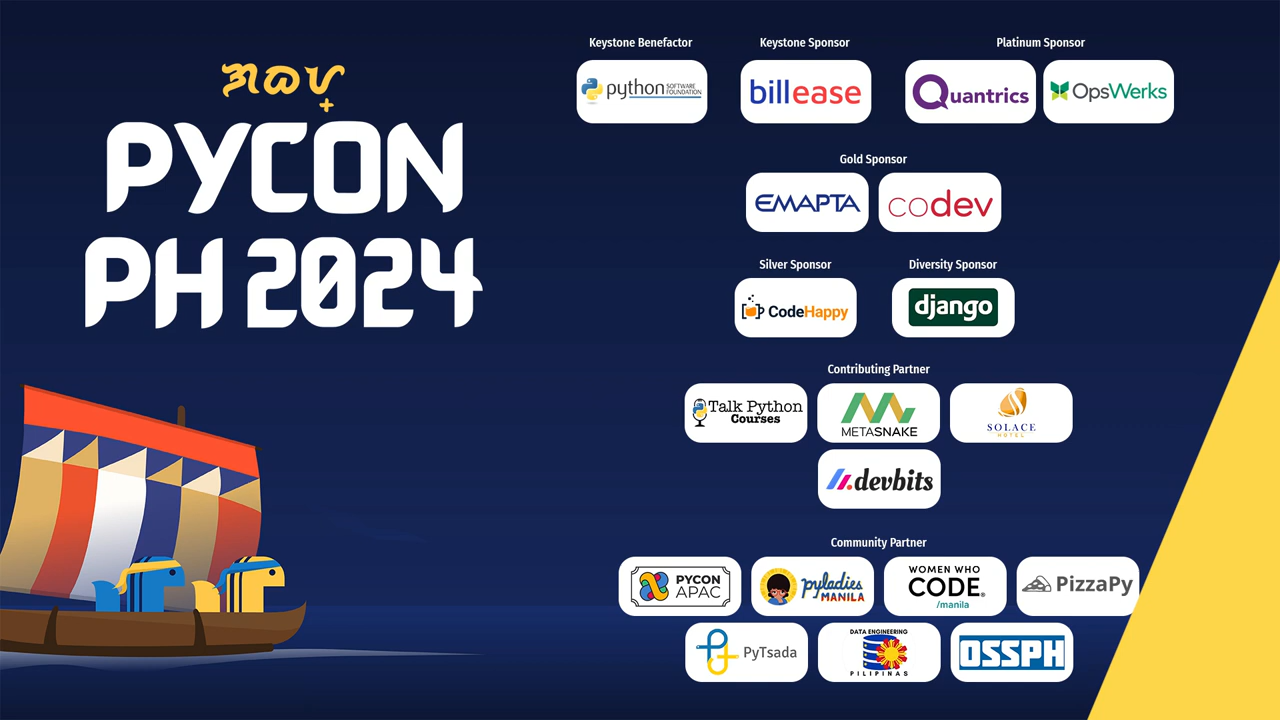 PYCON
PH 2024
Keystone Benefactor
python SOFTWARE FOUNDATION
Keystone Sponsor
billease
Platinum Sponsor
Quantrics
OpsWerks
Gold Sponsor
EMAPTA
codev
Silver Sponsor
CodeHappy
Diversity Sponsor
django
Contributing Partner
Talk Python
Courses
METASNAKE
SOLACE
HOTEL
devbits
Community Partner
PYCON
APAC
pyladies
MANILA
WOMEN WHO
CODE®
/manila
PizzaPy
PyTsada
DATA ENGINEERING
PILIPINAS
OSSPH